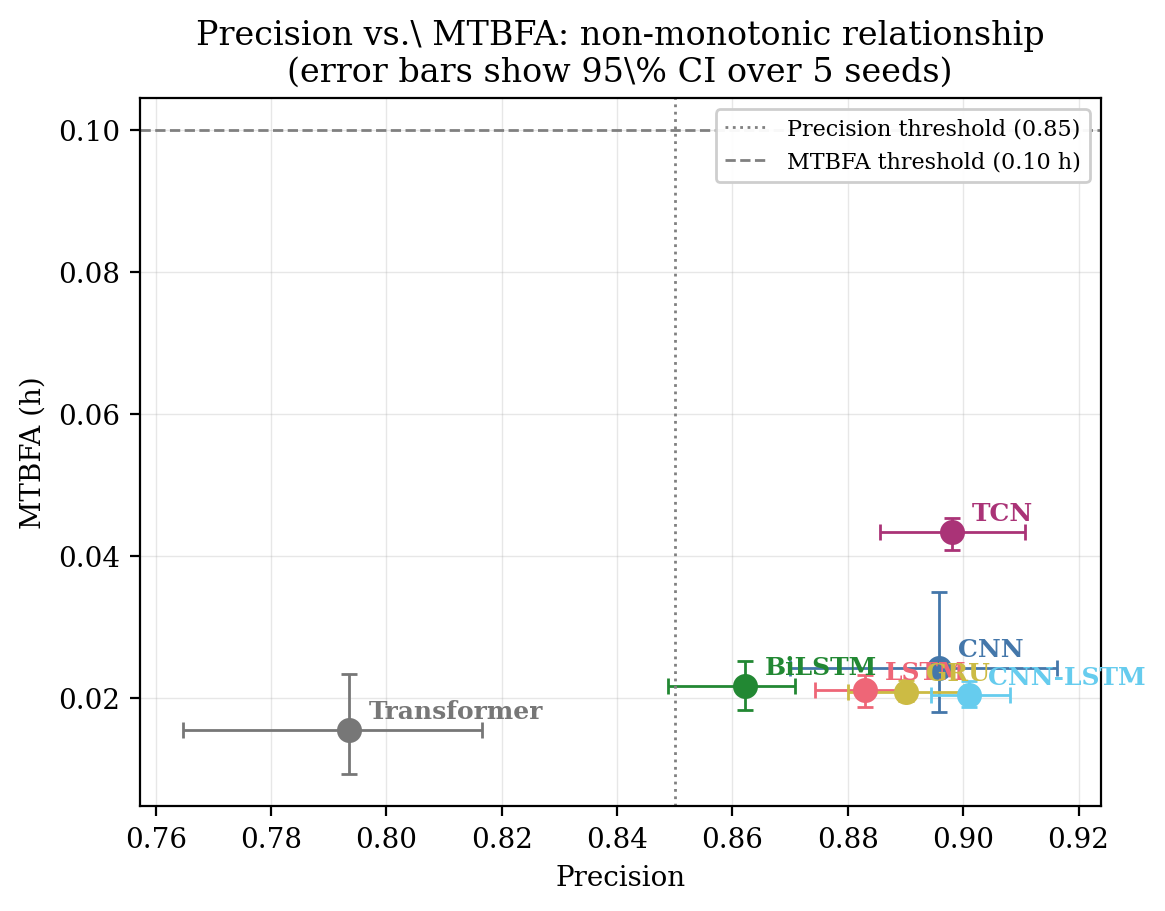 Precision vs.\ MTBFA: non-monotonic relationship
(error bars show 95\% CI over 5 seeds)
Precision threshold (0.85)
MTBFA threshold (0.10 h)
0.10
0.08
0.06
0.04
0.02
MTBFA (h)
TCN
CNN
BiLSTM
LSTM
GRU
CNN-LSTM
Transformer
0.76 0.78 0.80 0.82 0.84 0.86 0.88 0.90 0.92
Precision